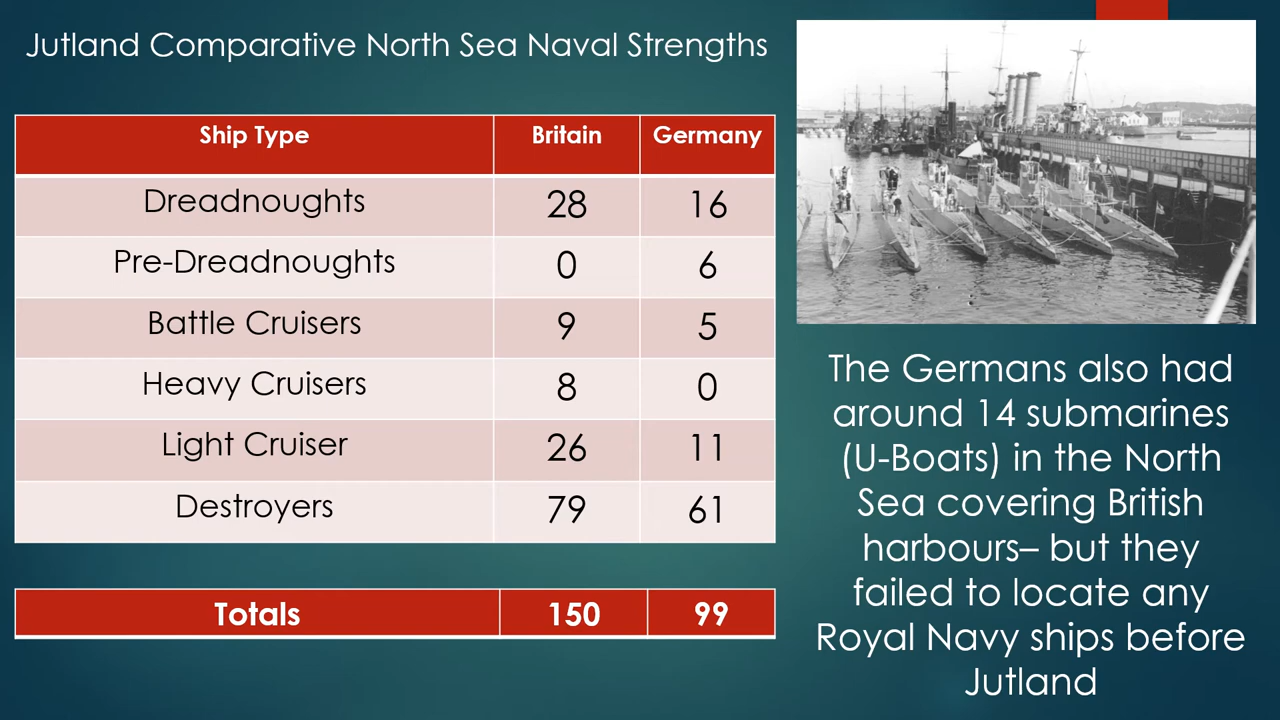 Jutland Comparative North Sea Naval Strengths
Ship Type Britain Germany
Dreadnoughts 28 16
Pre-Dreadnoughts 0 6
Battle Cruisers 9 5
Heavy Cruisers 8 0
Light Cruiser 26 11
Destroyers 79 61
Totals 150 99
The Germans also had
around 14 submarines
(U-Boats) in the North
Sea covering British
harbours– but they
failed to locate any
Royal Navy ships before
Jutland